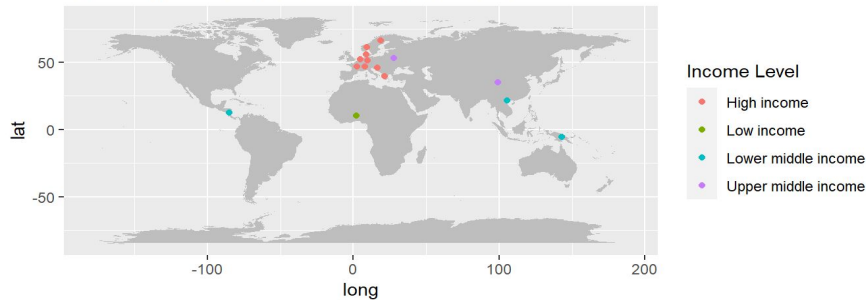 50
0
-50
lat
-100
0
100
200
long
Income Level
High income
Low income
Lower middle income
Upper middle income